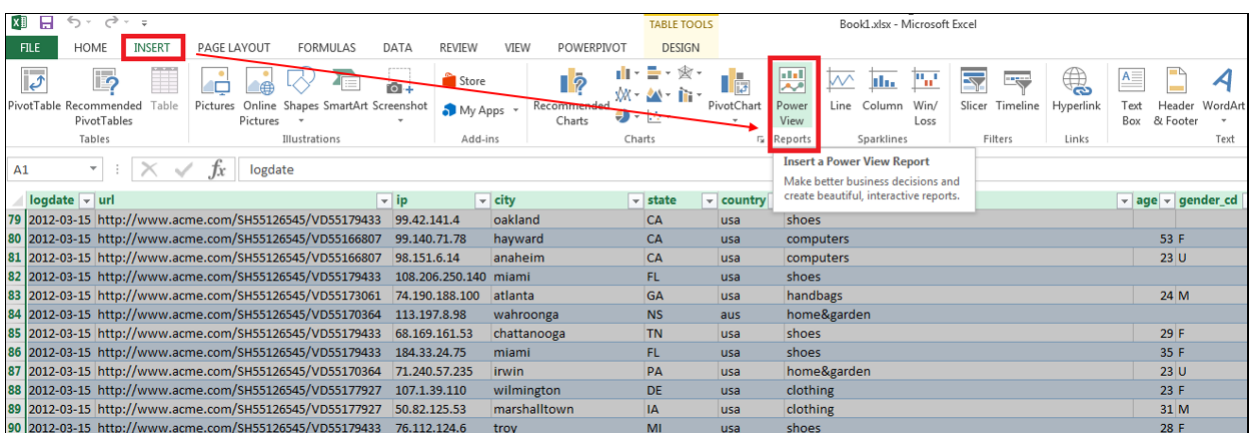 TABLE TOOLS Book1.xlsx - Microsoft Excel
FILE HOME INSERT PAGE LAYOUT FORMULAS DATA REVIEW VIEW POWERPIVOT DESIGN
PivotTable Recommended PivotTables Table Pictures Online Pictures Shapes SmartArt Screenshot Store My Apps Recommended Charts PivotChart Power View Line Column Win/Loss Slicer Timeline Hyperlink Text Box Header & Footer WordArt
Tables Illustrations Add-ins Charts Reports Sparklines Filters Links Text
Insert a Power View Report
Make better business decisions and
create beautiful, interactive reports.
A1 fx logdate
logdate url ip city state country age gender_cd
79 2012-03-15 http://www.acme.com/SH55126545/VD55179433 99.42.141.4 oakland CA usa shoes
80 2012-03-15 http://www.acme.com/SH55126545/VD55166807 99.140.71.78 hayward CA usa computers 53 F
81 2012-03-15 http://www.acme.com/SH55126545/VD55166807 98.151.6.14 anaheim CA usa computers 23 U
82 2012-03-15 http://www.acme.com/SH55126545/VD55179433 108.206.250.140 miami FL usa shoes
83 2012-03-15 http://www.acme.com/SH55126545/VD55173061 74.190.188.100 atlanta GA usa handbags 24 M
84 2012-03-15 http://www.acme.com/SH55126545/VD55170364 113.197.8.98 wahroonga NS aus home&garden
85 2012-03-15 http://www.acme.com/SH55126545/VD55179433 68.169.161.53 chattanooga TN usa shoes 29 F
86 2012-03-15 http://www.acme.com/SH55126545/VD55179433 184.33.24.75 miami FL usa shoes 35 F
87 2012-03-15 http://www.acme.com/SH55126545/VD55170364 71.240.57.235 irwin PA usa home&garden 23 U
88 2012-03-15 http://www.acme.com/SH55126545/VD55177927 107.1.39.110 wilmington DE usa clothing 23 F
89 2012-03-15 http://www.acme.com/SH55126545/VD55177927 50.82.125.53 marshalltown IA usa clothing 31 M
90 2012-03-15 http://www.acme.com/SH55126545/VD55179433 76.112.124.6 troy MI usa shoes 28 F